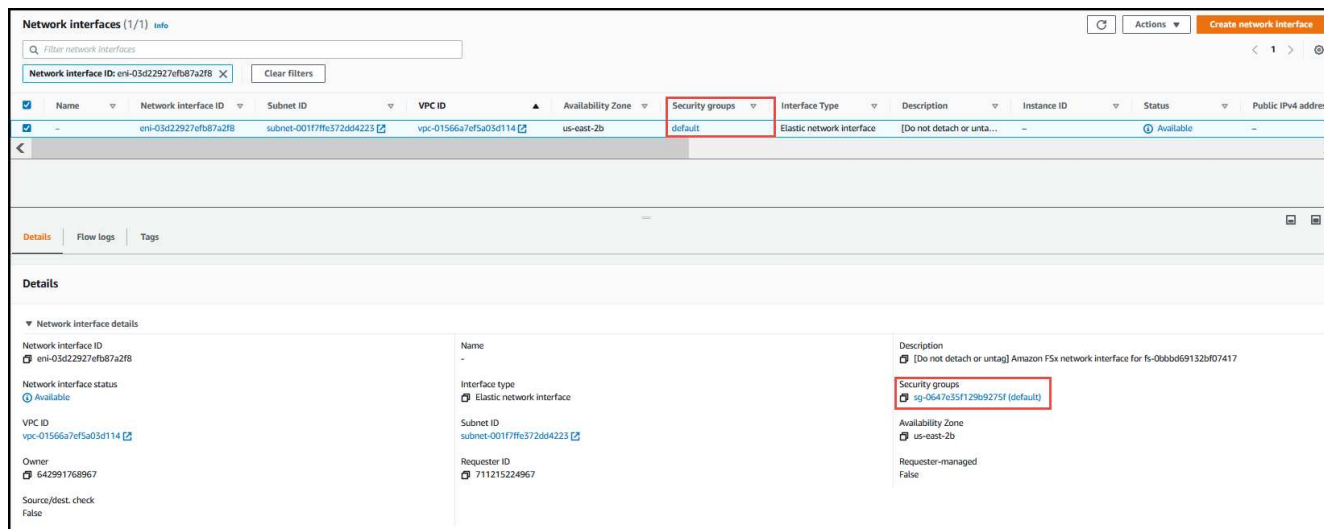 Network interfaces (1/1) Info
Actions
Create network interface
Filter network interfaces
1
Network interface ID: eni-03d22927efb87a2f8
Clear filters
Name Network interface ID Subnet ID VPC ID Availability Zone Security groups Interface Type Description Instance ID Status Public IPv4 addres
– eni-03d22927efb87a2f8 subnet-001f7ffe372dd4223 vpc-01566a7ef5a03d114 us-east-2b default Elastic network interface [Do not detach or unta... – Available –
Details Flow logs Tags
Details
Network interface details
Network interface ID Name Description
eni-03d22927efb87a2f8 - [Do not detach or untag] Amazon FSx network interface for fs-0bbbd69132bf07417
Network interface status Interface type Security groups
Available Elastic network interface sg-0647e35f129b9275f (default)
VPC ID Subnet ID Availability Zone
vpc-01566a7ef5a03d114 subnet-001f7ffe372dd4223 us-east-2b
Owner Requester ID Requester-managed
642991768967 711215224967 False
Source/dest. check
False